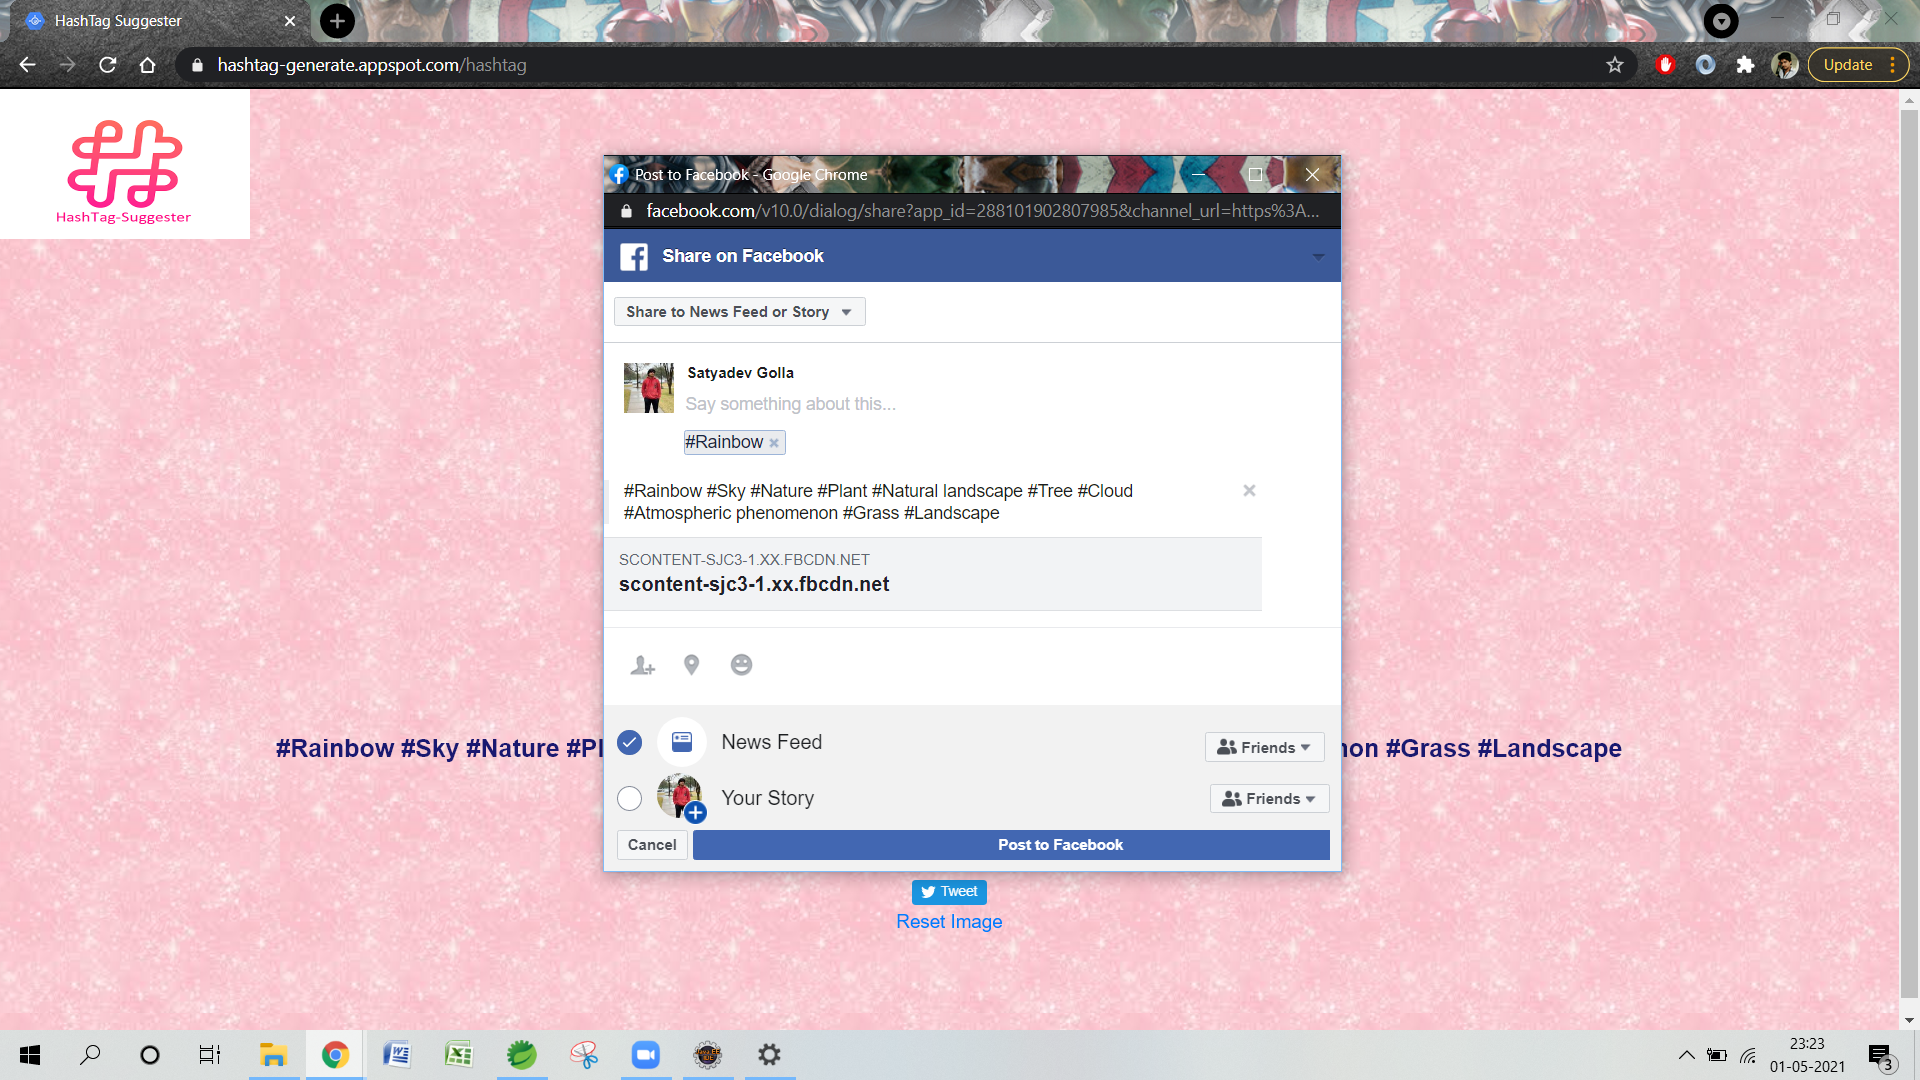 HashTag Suggester
hashtag-generate.appspot.com/hashtag
Update
HashTag-Suggester
Post to Facebook - Google Chrome
facebook.com/v10.0/dialog/share?app_id=288101902807985&channel_url=https%3A...
Share on Facebook
Share to News Feed or Story
Satyadev Golla
Say something about this...
#Rainbow
#Rainbow #Sky #Nature #Plant #Natural landscape #Tree #Cloud
#Atmospheric phenomenon #Grass #Landscape
SCONTENT-SJC3-1.XX.FBCDN.NET
scontent-sjc3-1.xx.fbcdn.net
News Feed
Friends
#Rainbow #Sky #Nature #Pl
non #Grass #Landscape
Your Story
Friends
Cancel
Post to Facebook
Tweet
Reset Image
23:23
01-05-2021
3